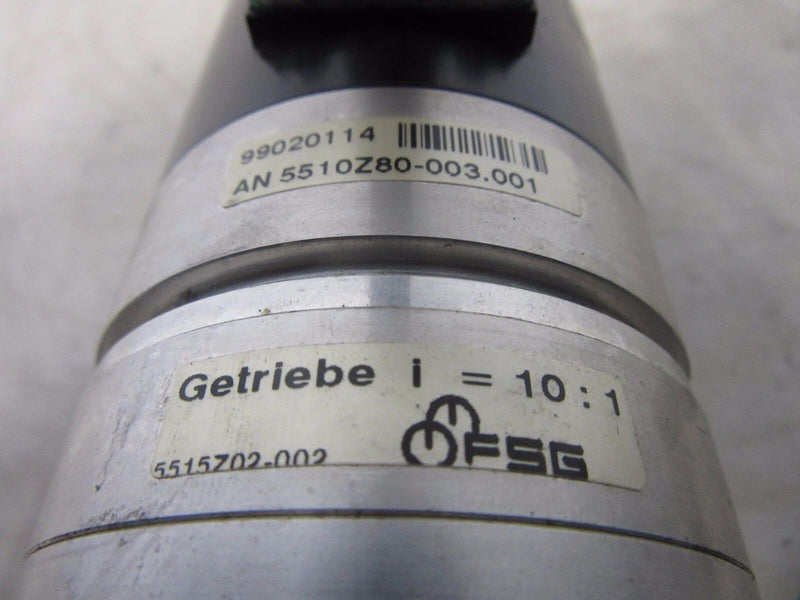 99020114
AN 5510Z80-003.001
Getriebe i = 10 : 1
FSG
5515Z02-002